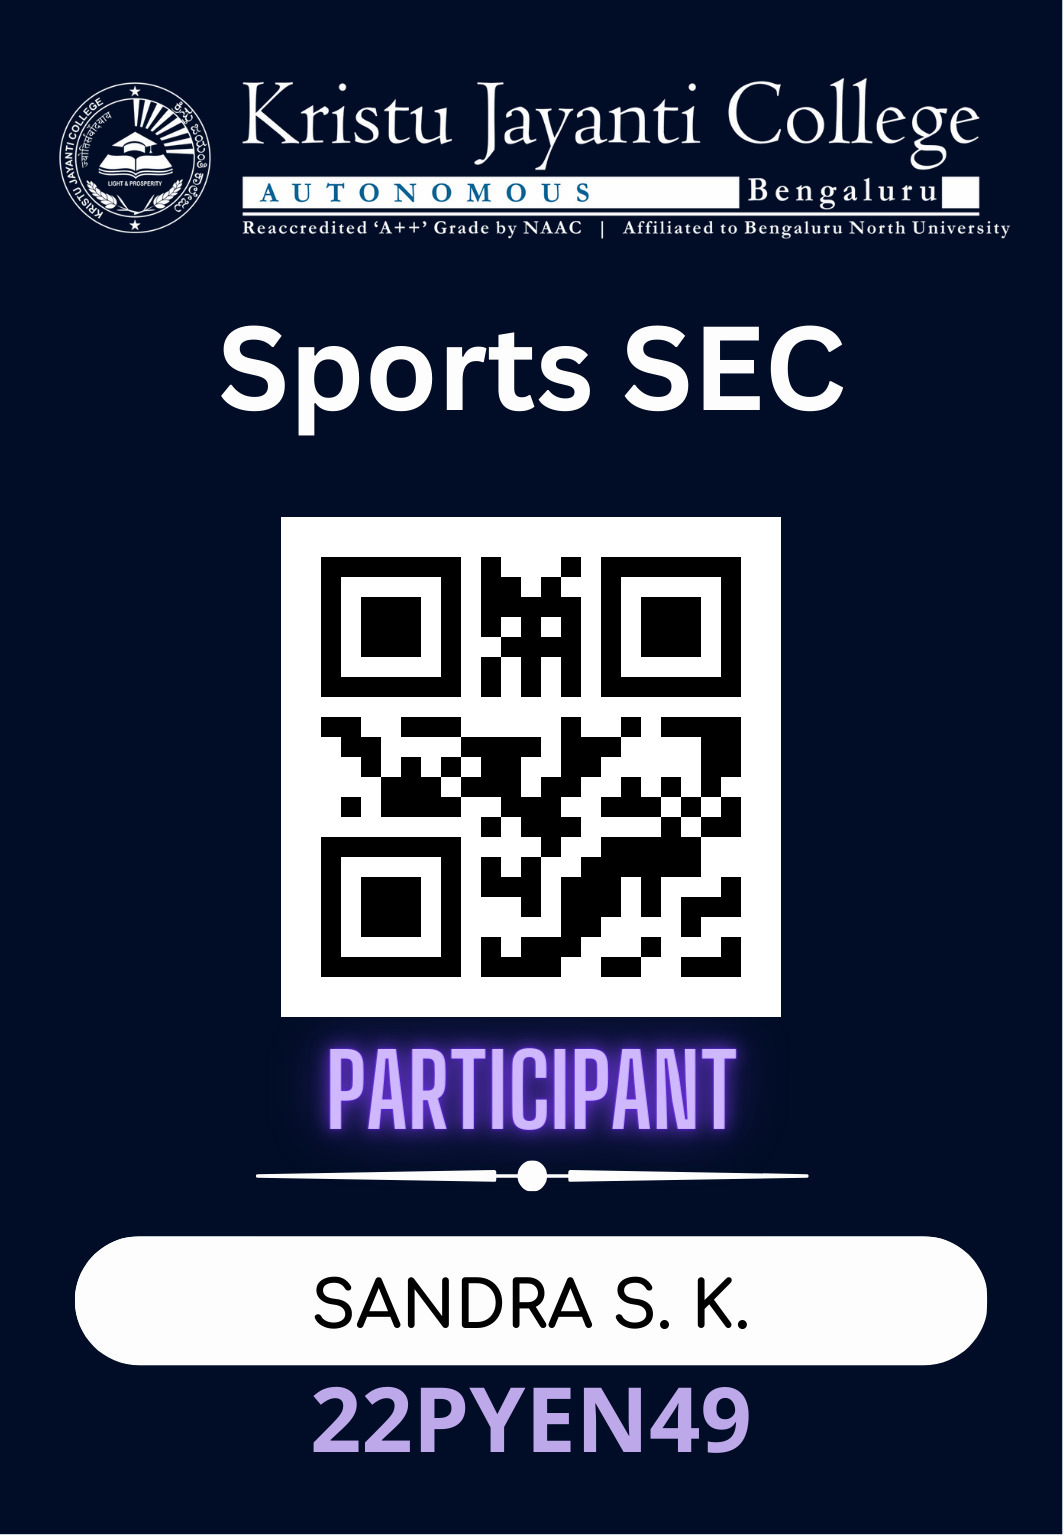 KRISTU JAYANTI COLLEGE
ಕ್ರಿಸ್ತು ಜಯಂತಿ ಕಾಲೇಜು
LIGHT & PROSPERITY
Kristu Jayanti College
AUTONOMOUS Bengaluru
Reaccredited ‘A++’ Grade by NAAC | Affiliated to Bengaluru North University
Sports SEC
PARTICIPANT
SANDRA S. K.
22PYEN49